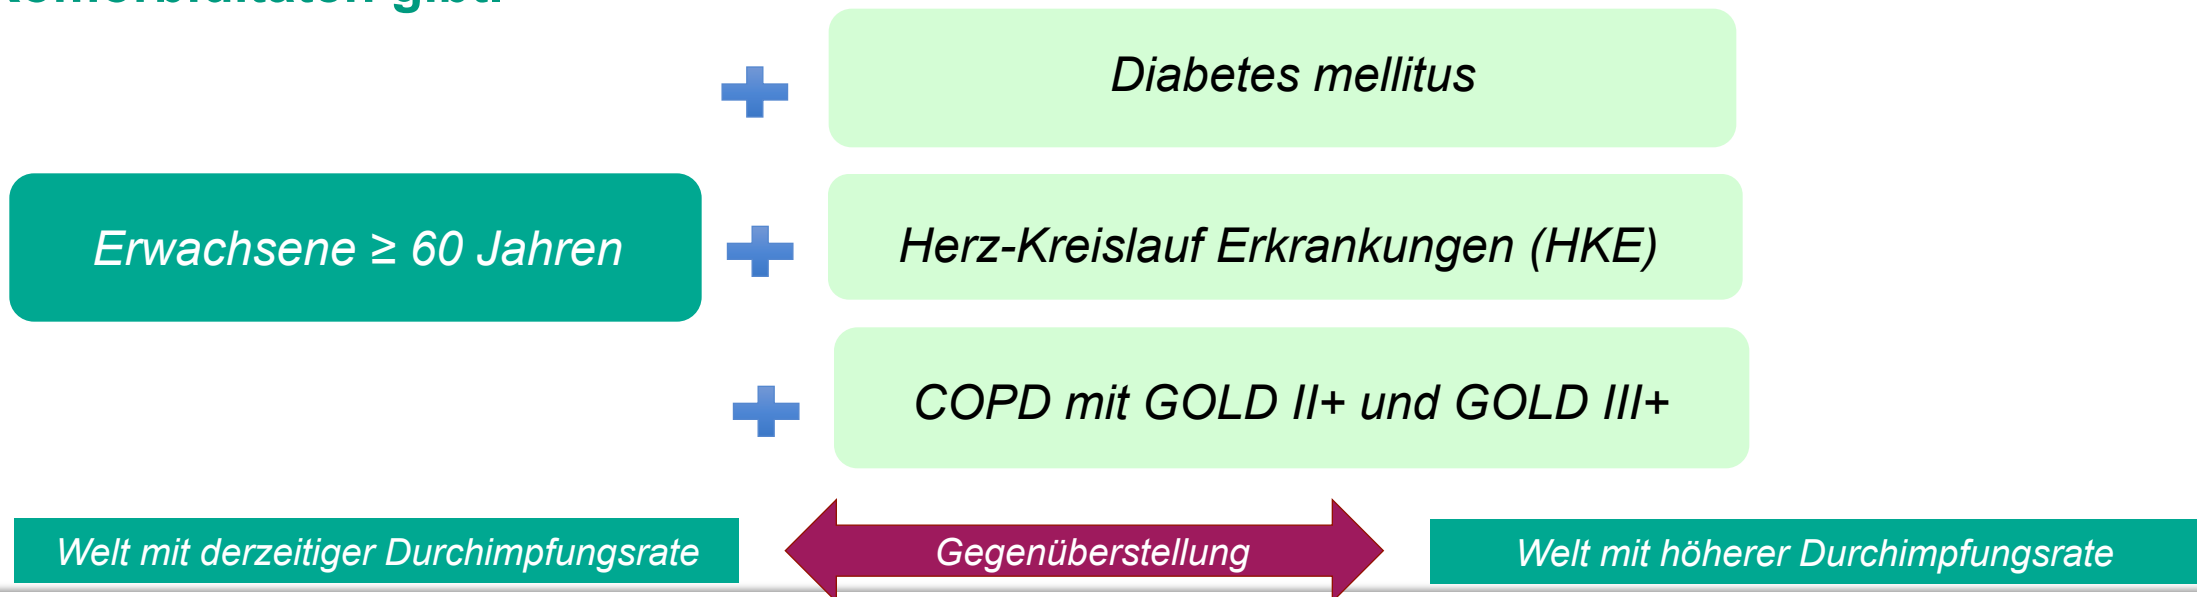 gibt.
Diabetes mellitus
Erwachsene ≥ 60 Jahren
Herz-Kreislauf Erkrankungen (HKE)
COPD mit GOLD II+ und GOLD III+
Welt mit derzeitiger Durchimpfungsrate
Gegenüberstellung
Welt mit höherer Durchimpfungsrate